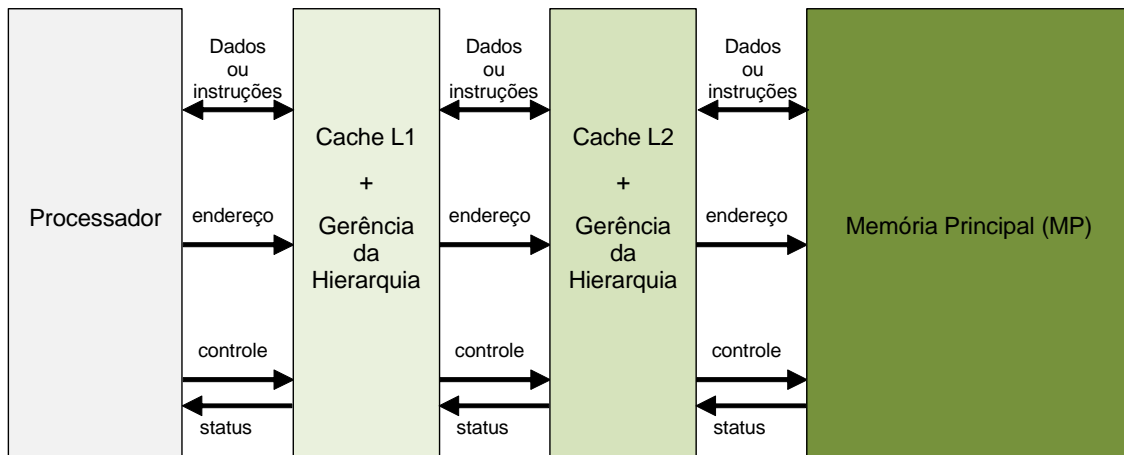 Processador
Dados
ou
instruções
endereço
controle
status
Cache L1
+
Gerência
da
Hierarquia
Dados
ou
instruções
endereço
controle
status
Cache L2
+
Gerência
da
Hierarquia
Dados
ou
instruções
endereço
controle
status
Memória Principal (MP)